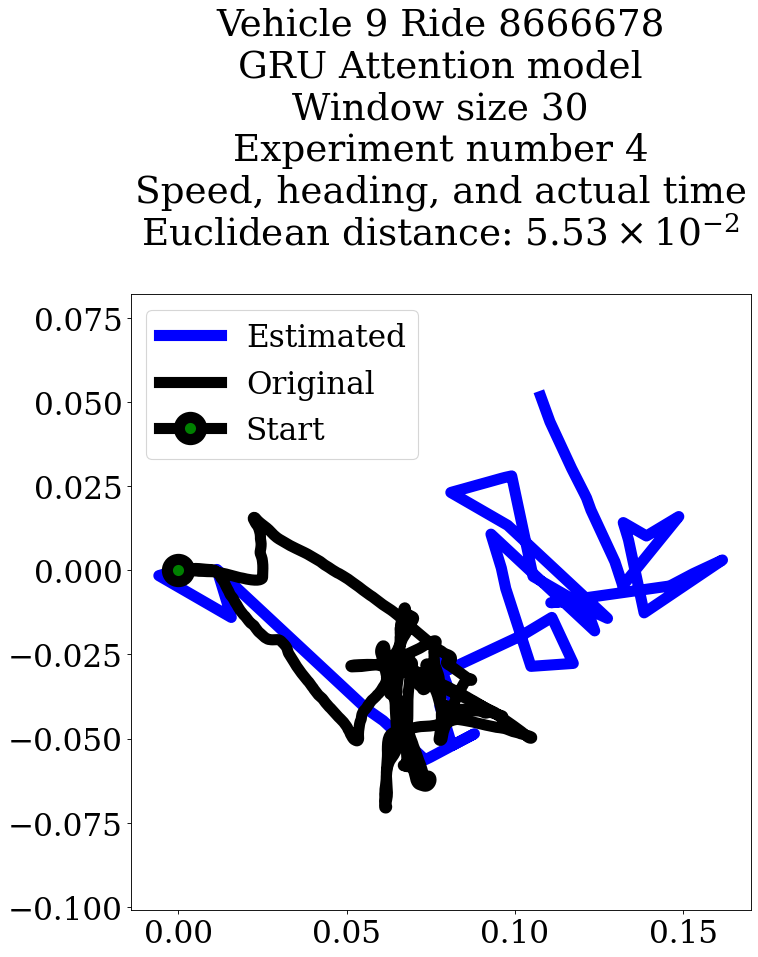 Vehicle 9 Ride 8666678
GRU Attention model
Window size 30
Experiment number 4
Speed, heading, and actual time
Euclidean distance: 5.53 × 10⁻²
Estimated
Original
Start
0.075
0.050
0.025
0.000
−0.025
−0.050
−0.075
−0.100
0.00 0.05 0.10 0.15